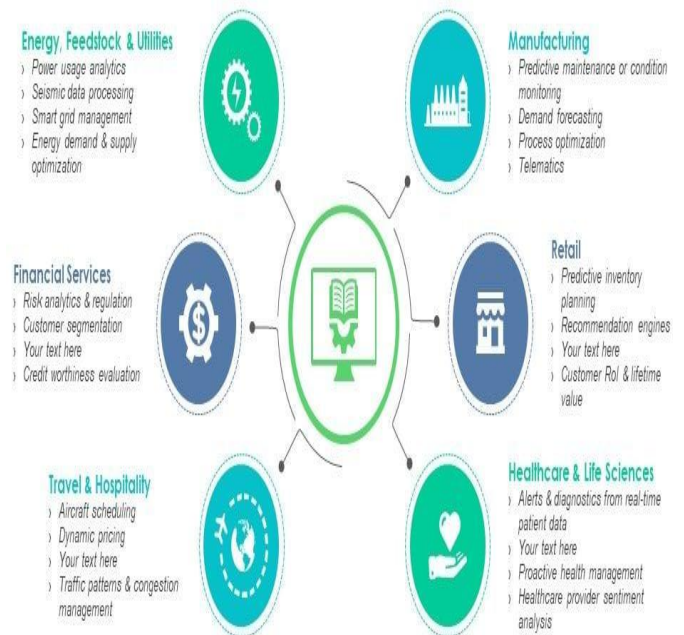 Energy, Feedstock & Utilities
› Power usage analytics
› Seismic data processing
› Smart grid management
› Energy demand & supply
optimization
Manufacturing
› Predictive maintenance or condition
monitoring
› Demand forecasting
› Process optimization
› Telematics
Financial Services
› Risk analytics & regulation
› Customer segmentation
› Your text here
› Credit worthiness evaluation
$
Retail
› Predictive inventory
planning
› Recommendation engines
› Your text here
› Customer RoI & lifetime
value
Travel & Hospitality
› Aircraft scheduling
› Dynamic pricing
› Your text here
› Traffic patterns & congestion
management
Healthcare & Life Sciences
› Alerts & diagnostics from real-time
patient data
› Your text here
› Proactive health management
› Healthcare provider sentiment
analysis